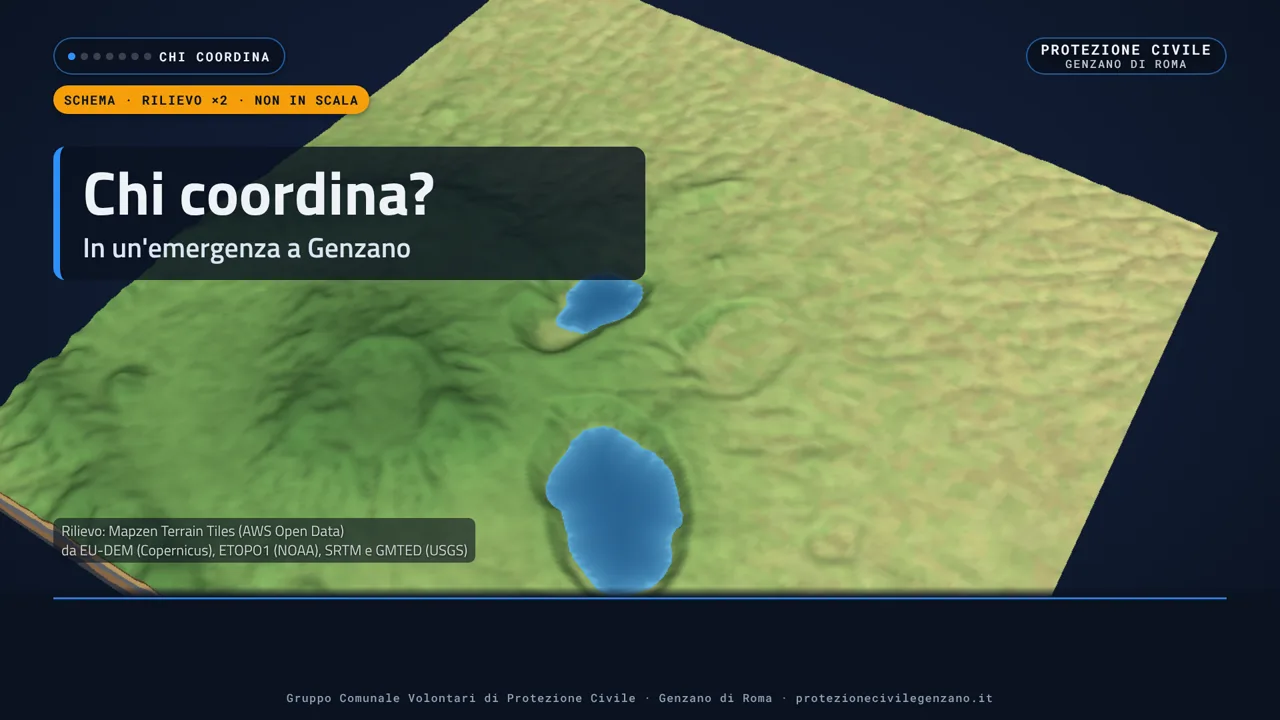 CHI COORDINA
PROTEZIONE CIVILE
GENZANO DI ROMA
SCHEMA · RILIEVO ×2 · NON IN SCALA
Chi coordina?
In un'emergenza a Genzano
Rilievo: Mapzen Terrain Tiles (AWS Open Data)
da EU-DEM (Copernicus), ETOPO1 (NOAA), SRTM e GMTED (USGS)
Gruppo Comunale Volontari di Protezione Civile · Genzano di Roma · protezionecivilegenzano.it